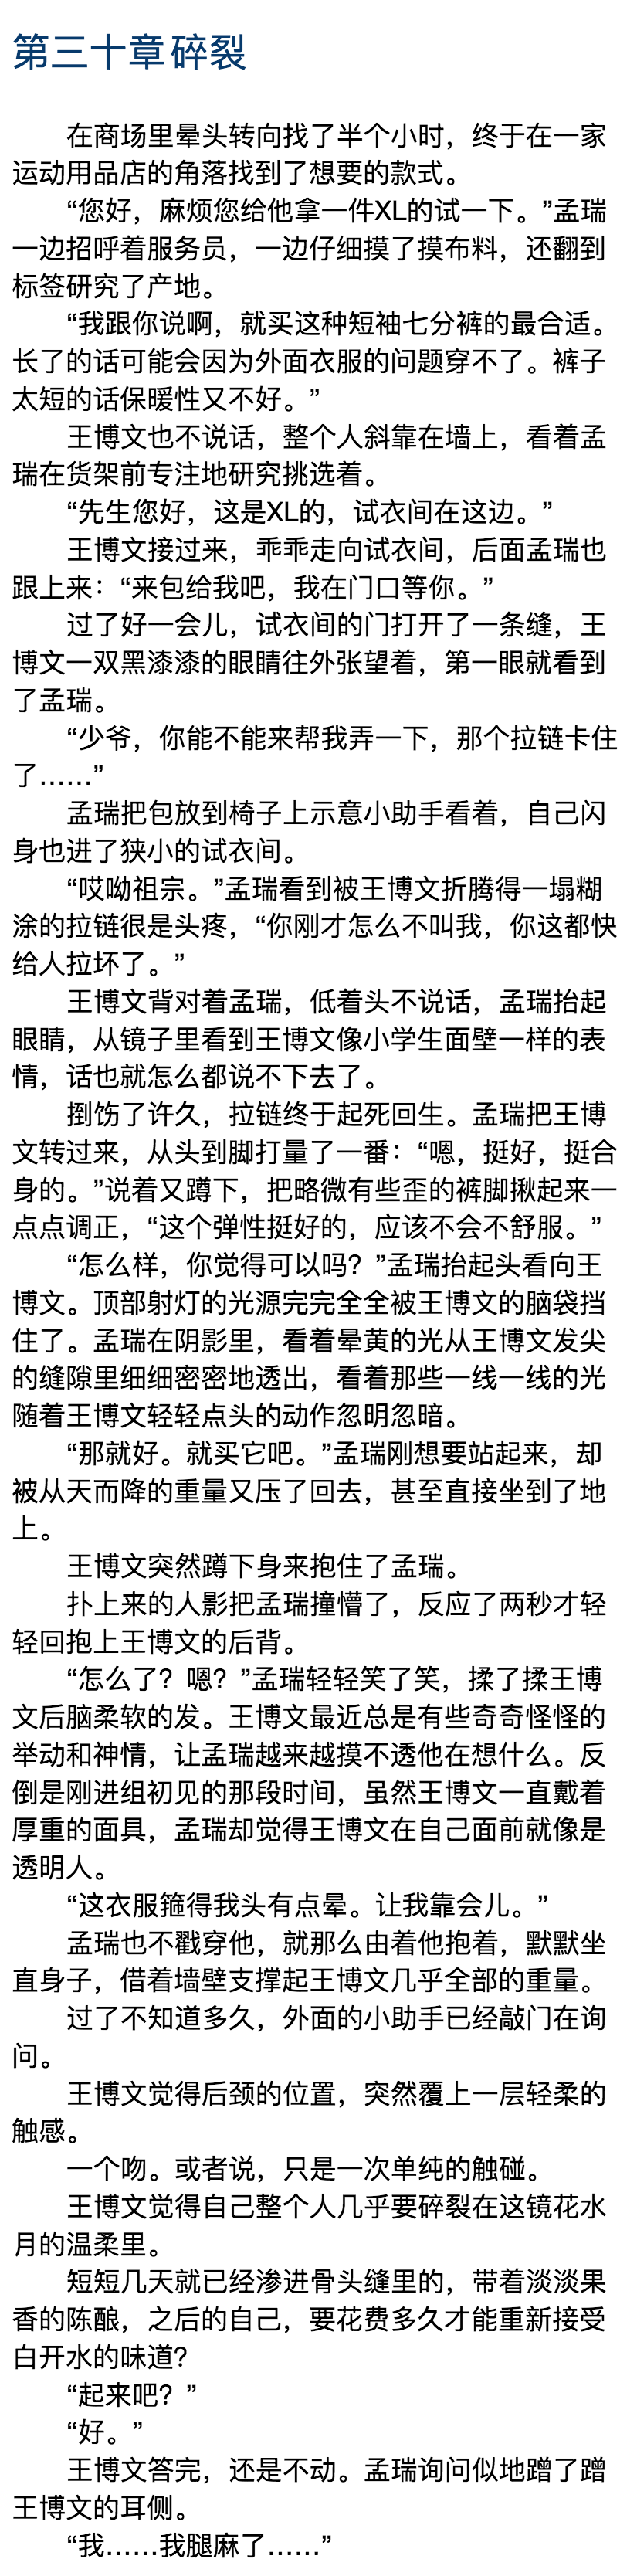 第三十章 碎裂
在商场里晕头转向找了半个小时，终于在一家
运动用品店的角落找到了想要的款式。
“您好，麻烦您给他拿一件XL的试一下。”孟瑞
一边招呼着服务员，一边仔细摸了摸布料，还翻到
标签研究了产地。
“我跟你说啊，就买这种短袖七分裤的最合适。
长了的话可能会因为外面衣服的问题穿不了。裤子
太短的话保暖性又不好。”
王博文也不说话，整个人斜靠在墙上，看着孟
瑞在货架前专注地研究挑选着。
“先生您好，这是XL的，试衣间在这边。”
王博文接过来，乖乖走向试衣间，后面孟瑞也
跟上来：“来包给我吧，我在门口等你。”
过了好一会儿，试衣间的门打开了一条缝，王
博文一双黑漆漆的眼睛往外张望着，第一眼就看到
了孟瑞。
“少爷，你能不能来帮我弄一下，那个拉链卡住
了……”
孟瑞把包放到椅子上示意小助手看着，自己闪
身也进了狭小的试衣间。
“哎呦祖宗。”孟瑞看到被王博文折腾得一塌糊
涂的拉链很是头疼，“你刚才怎么不叫我，你这都快
给人拉坏了。”
王博文背对着孟瑞，低着头不说话，孟瑞抬起
眼睛，从镜子里看到王博文像小学生面壁一样的表
情，话也就怎么都说不下去了。
捯饬了许久，拉链终于起死回生。孟瑞把王博
文转过来，从头到脚打量了一番：“嗯，挺好，挺合
身的。”说着又蹲下，把略微有些歪的裤脚揪起来一
点点调正，“这个弹性挺好的，应该不会不舒服。”
“怎么样，你觉得可以吗？”孟瑞抬起头看向王
博文。顶部射灯的光源完完全全被王博文的脑袋挡
住了。孟瑞在阴影里，看着晕黄的光从王博文发尖
的缝隙里细细密密地透出，看着那些一线一线的光
随着王博文轻轻点头的动作忽明忽暗。
“那就好。就买它吧。”孟瑞刚想要站起来，却
被从天而降的重量又压了回去，甚至直接坐到了地
上。
王博文突然蹲下身来抱住了孟瑞。
扑上来的人影把孟瑞撞懵了，反应了两秒才轻
轻回抱上王博文的后背。
“怎么了？嗯？”孟瑞轻轻笑了笑，揉了揉王博
文后脑柔软的发。王博文最近总是有些奇奇怪怪的
举动和神情，让孟瑞越来越摸不透他在想什么。反
倒是刚进组初见的那段时间，虽然王博文一直戴着
厚重的面具，孟瑞却觉得王博文在自己面前就像是
透明人。
“这衣服箍得我头有点晕。让我靠会儿。”
孟瑞也不戳穿他，就那么由着他抱着，默默坐
直身子，借着墙壁支撑起王博文几乎全部的重量。
过了不知道多久，外面的小助手已经敲门在询
问。
王博文觉得后颈的位置，突然覆上一层轻柔的
触感。
一个吻。或者说，只是一次单纯的触碰。
王博文觉得自己整个人几乎要碎裂在这镜花水
月的温柔里。
短短几天就已经渗进骨头缝里的，带着淡淡果
香的陈酿，之后的自己，要花费多久才能重新接受
白开水的味道？
“起来吧？”
“好。”
王博文答完，还是不动。孟瑞询问似地蹭了蹭
王博文的耳侧。
“我……我腿麻了……”